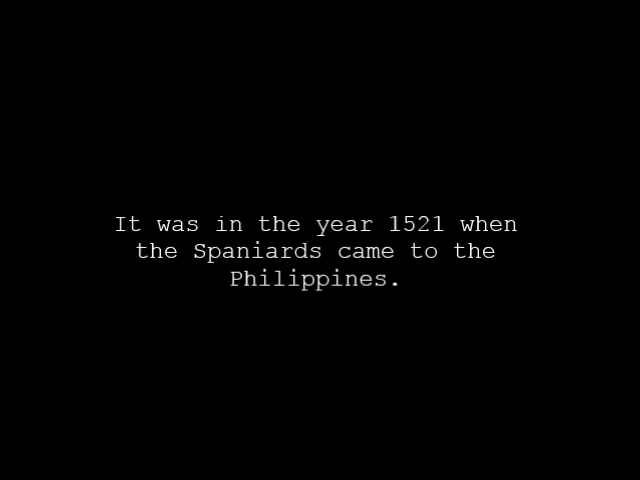 It was in the year 1521 when
the Spaniards came to the
Philippines.